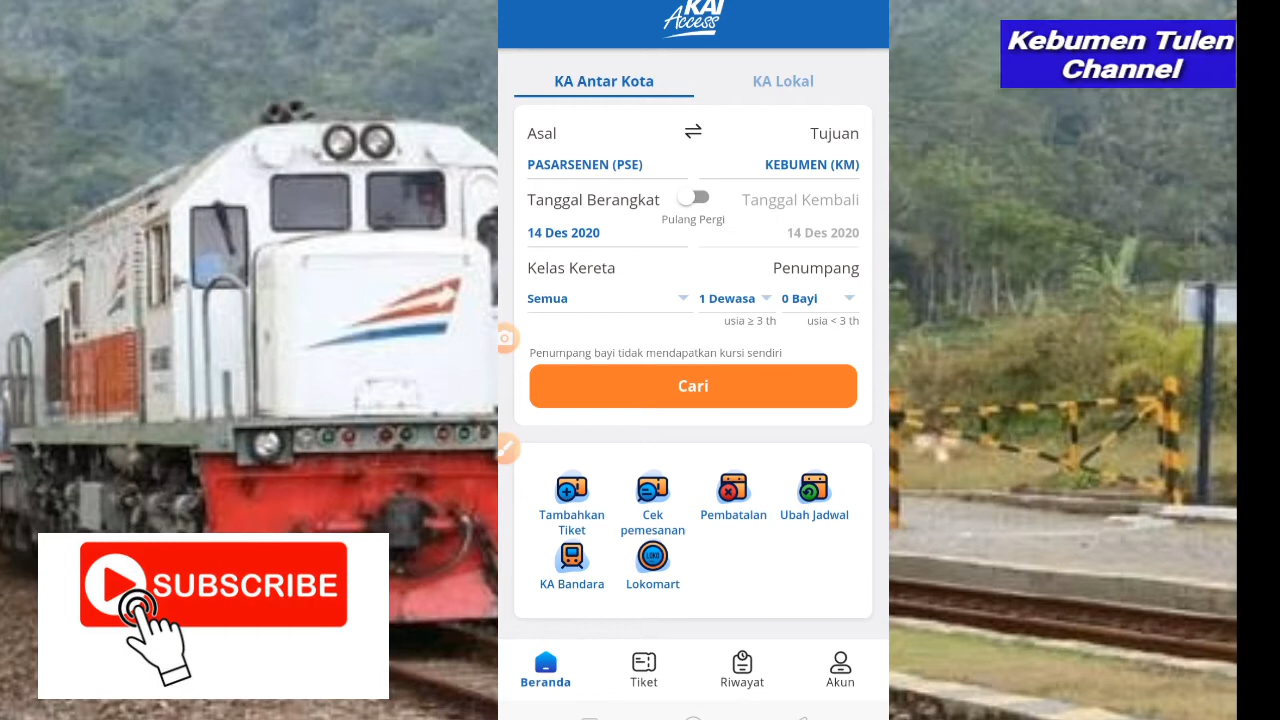 KAI
Access
Kebumen Tulen
Channel
KA Antar Kota
KA Lokal
Asal
Tujuan
PASARSENEN (PSE)
KEBUMEN (KM)
Tanggal Berangkat
Tanggal Kembali
Pulang Pergi
14 Des 2020
14 Des 2020
Kelas Kereta
Penumpang
Semua
1 Dewasa
0 Bayi
usia ≥ 3 th
usia < 3 th
Penumpang bayi tidak mendapatkan kursi sendiri
Cari
Tambahkan
Tiket
Cek
pemesanan
Pembatalan
Ubah Jadwal
KA Bandara
LOKO
Lokomart
SUBSCRIBE
Beranda
Tiket
Riwayat
Akun